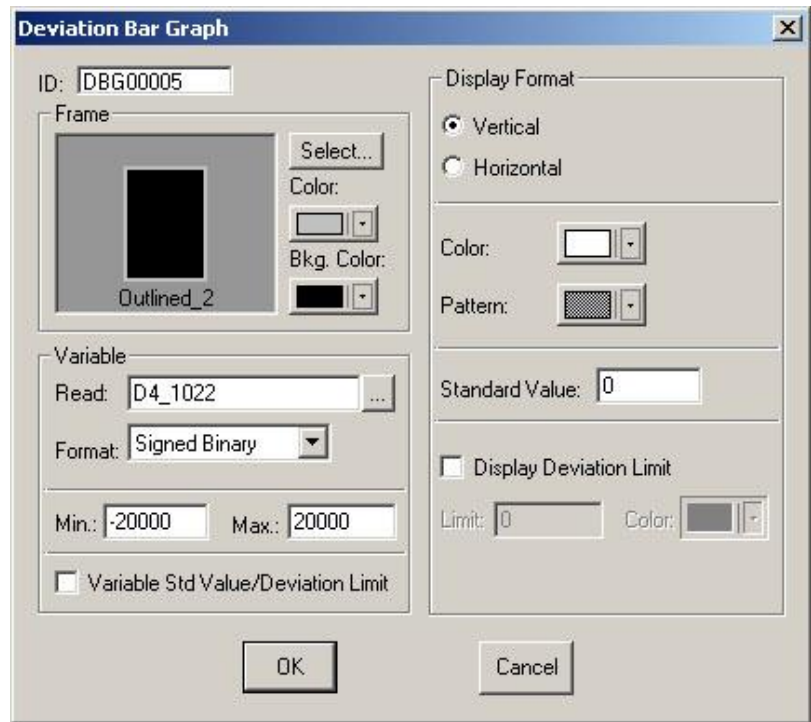 Deviation Bar Graph
ID: DBG00005
Frame
Select...
Color:
Bkg. Color:
Outlined_2
Variable
Read: D4_1022 ...
Format: Signed Binary
Min.: -20000 Max.: 20000
Variable Std Value/Deviation Limit
Display Format
Vertical
Horizontal
Color:
Pattern:
Standard Value: 0
Display Deviation Limit
Limit: 0 Color:
OK Cancel